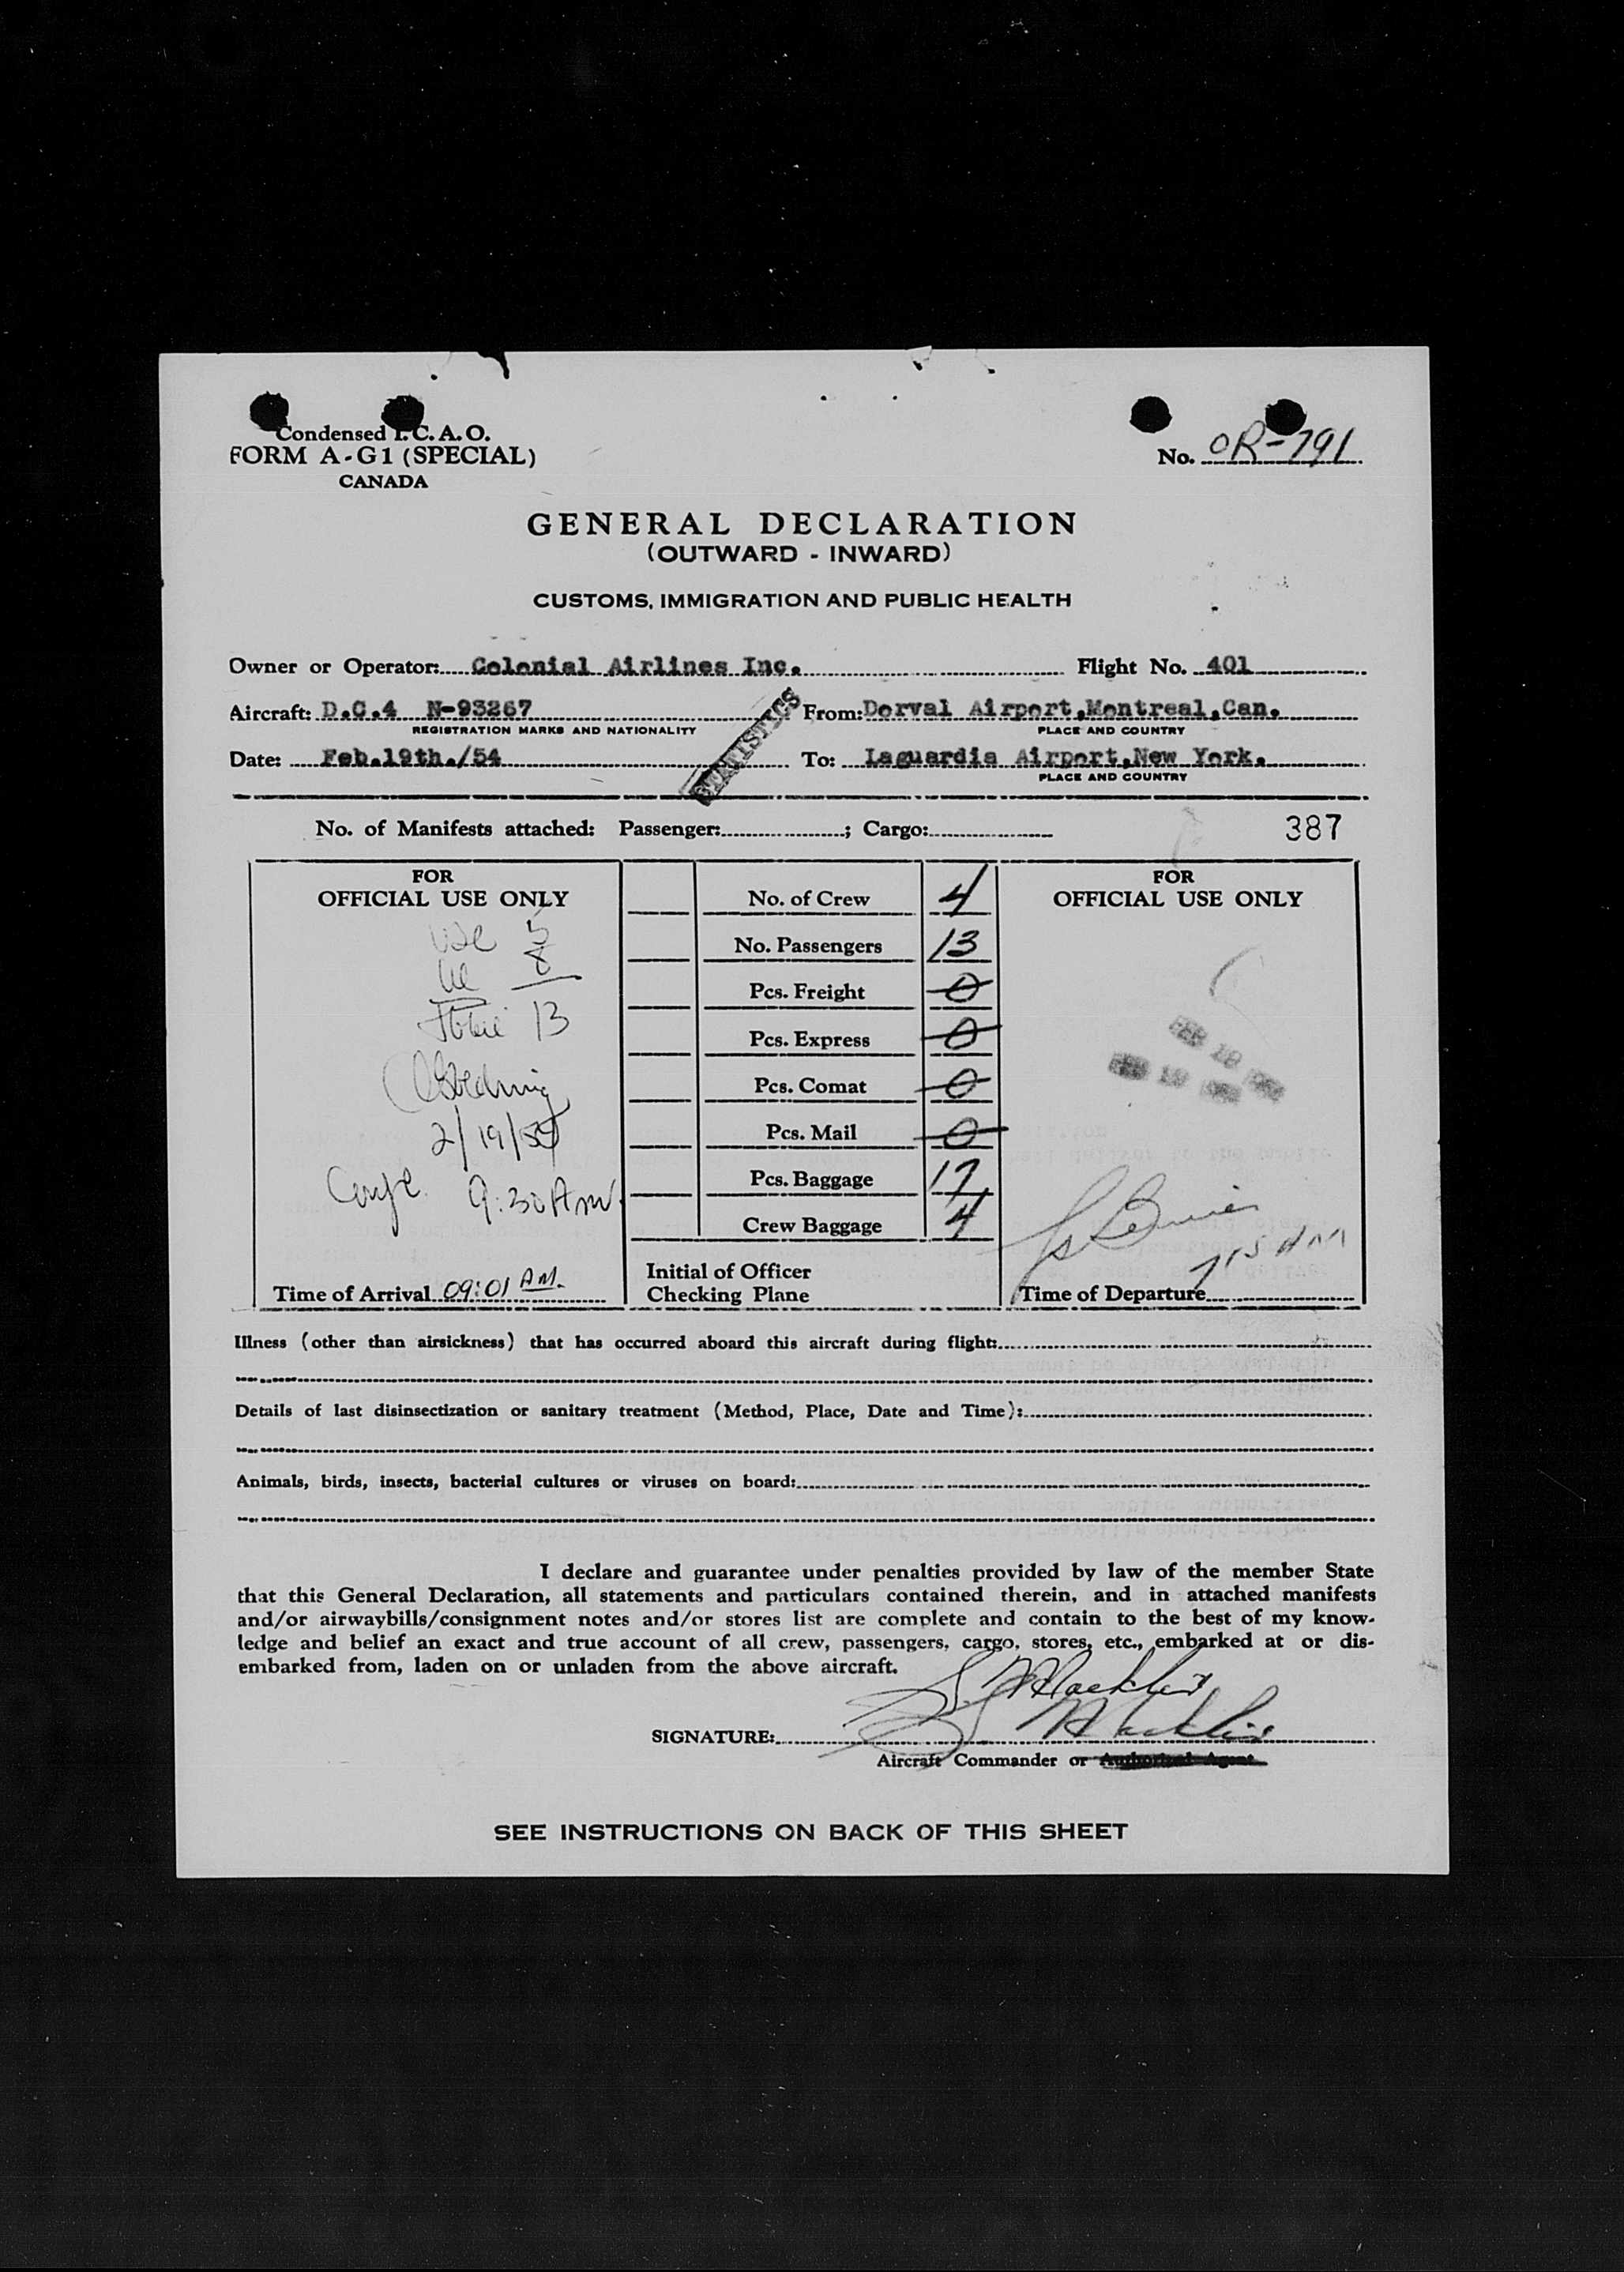 Condensed I.C.A.O.
FORM A-G1 (SPECIAL)
CANADA
No. OR-791
GENERAL DECLARATION
(OUTWARD - INWARD)
CUSTOMS, IMMIGRATION AND PUBLIC HEALTH
Owner or Operator: Colonial Airlines Inc. Flight No. 401
Aircraft: D.C.4 N-93267 From: Dorval Airport, Montreal, Can.
REGISTRATION MARKS AND NATIONALITY PLACE AND COUNTRY
STATISTICS
Date: Feb.19th./54 To: Laguardia Airport, New York.
PLACE AND COUNTRY
No. of Manifests attached: Passenger: ; Cargo: 387
FOR
OFFICIAL USE ONLY
5
8
13
2/19/54
9:30 AM
Time of Arrival 09:01 AM.
No. of Crew 4
No. Passengers 13
Pcs. Freight 0
Pcs. Express 0
Pcs. Comat 0
Pcs. Mail 0
Pcs. Baggage 17
Crew Baggage 4
Initial of Officer
Checking Plane
FOR
OFFICIAL USE ONLY
FEB 19
FEB 19
715 AM
Time of Departure
Illness (other than airsickness) that has occurred aboard this aircraft during flight:
Details of last disinsectization or sanitary treatment (Method, Place, Date and Time):
Animals, birds, insects, bacterial cultures or viruses on board:
I declare and guarantee under penalties provided by law of the member State
that this General Declaration, all statements and particulars contained therein, and in attached manifests
and/or airwaybills/consignment notes and/or stores list are complete and contain to the best of my know-
ledge and belief an exact and true account of all crew, passengers, cargo, stores, etc., embarked at or dis-
embarked from, laden on or unladen from the above aircraft.
SIGNATURE:
Aircraft Commander or Authorized Agent
SEE INSTRUCTIONS ON BACK OF THIS SHEET